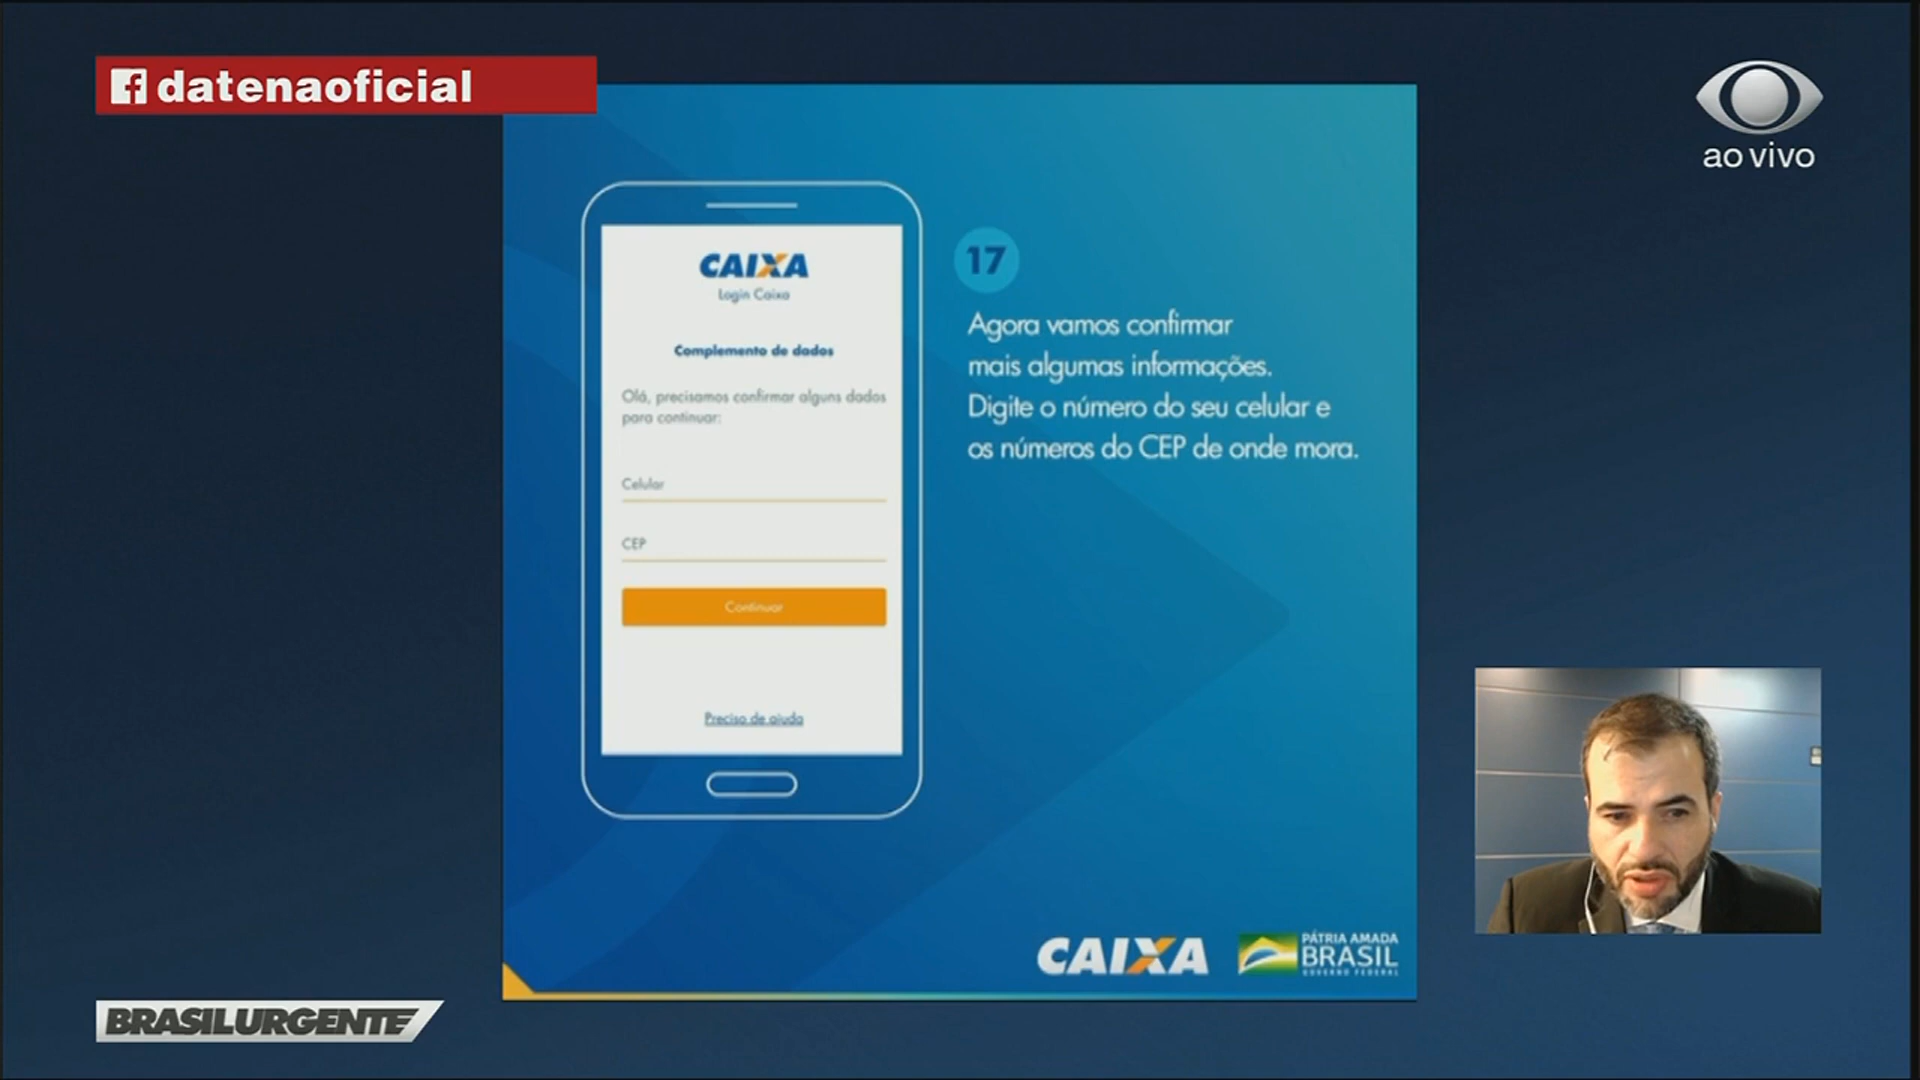 datenaoficial
ao vivo
CAIXA
Login Caixa
Complemento de dados
Olá, precisamos confirmar alguns dados
para continuar:
Celular
CEP
Continuar
Preciso de ajuda
17
Agora vamos confirmar
mais algumas informações.
Digite o número do seu celular e
os números do CEP de onde mora.
CAIXA
PÁTRIA AMADA
BRASIL
GOVERNO FEDERAL
BRASILURGENTE